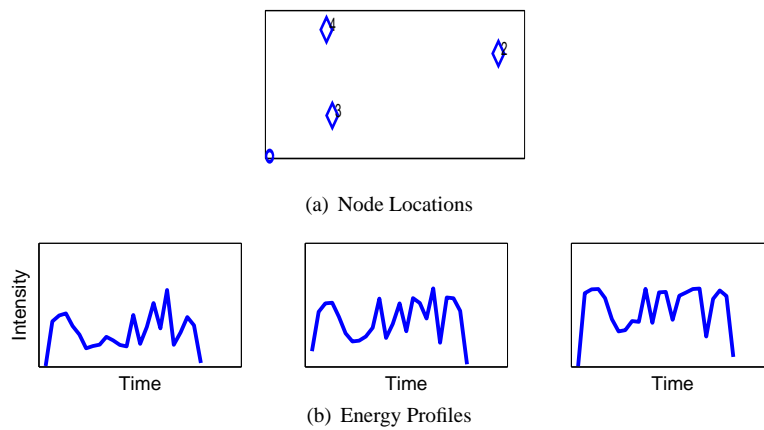 4
2
3
(a) Node Locations
Intensity
Time
Time
Time
(b) Energy Profiles